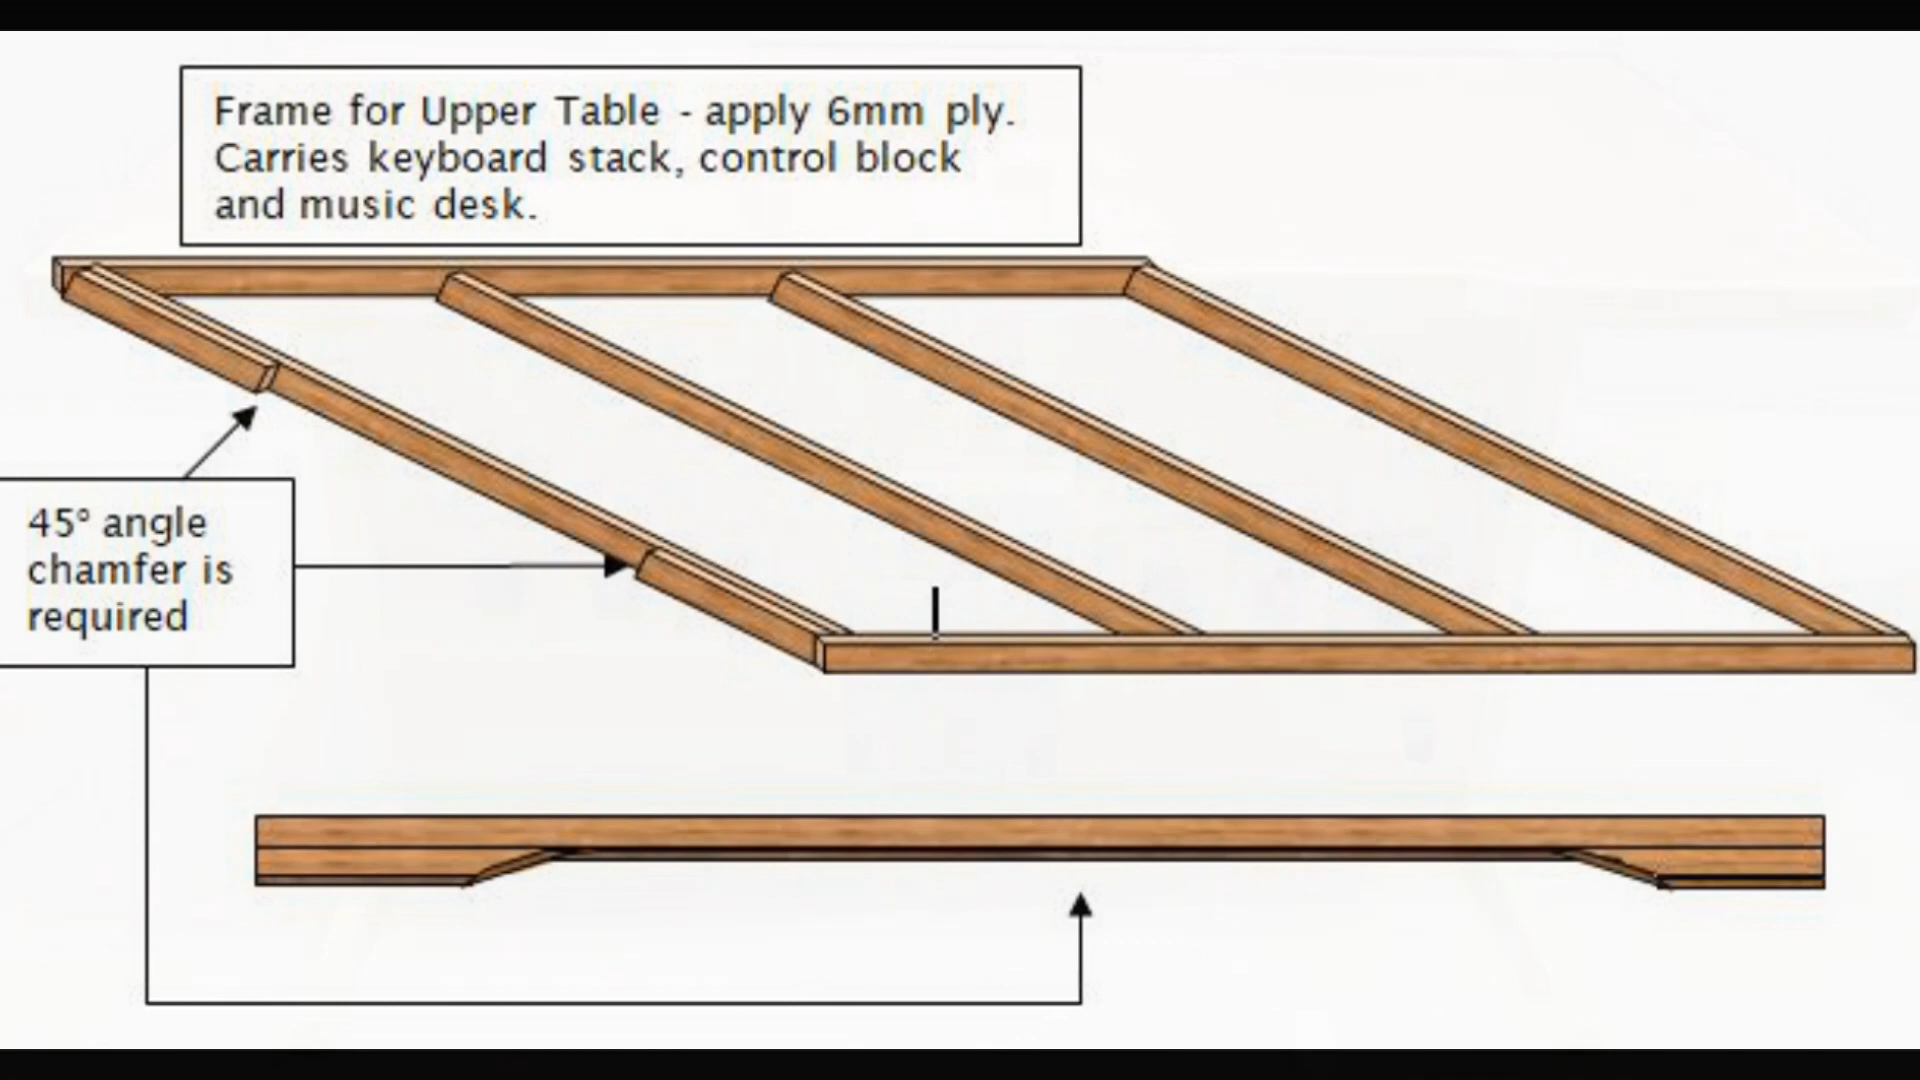 Frame for Upper Table - apply 6mm ply.
Carries keyboard stack, control block
and music desk.
45° angle
chamfer is
required